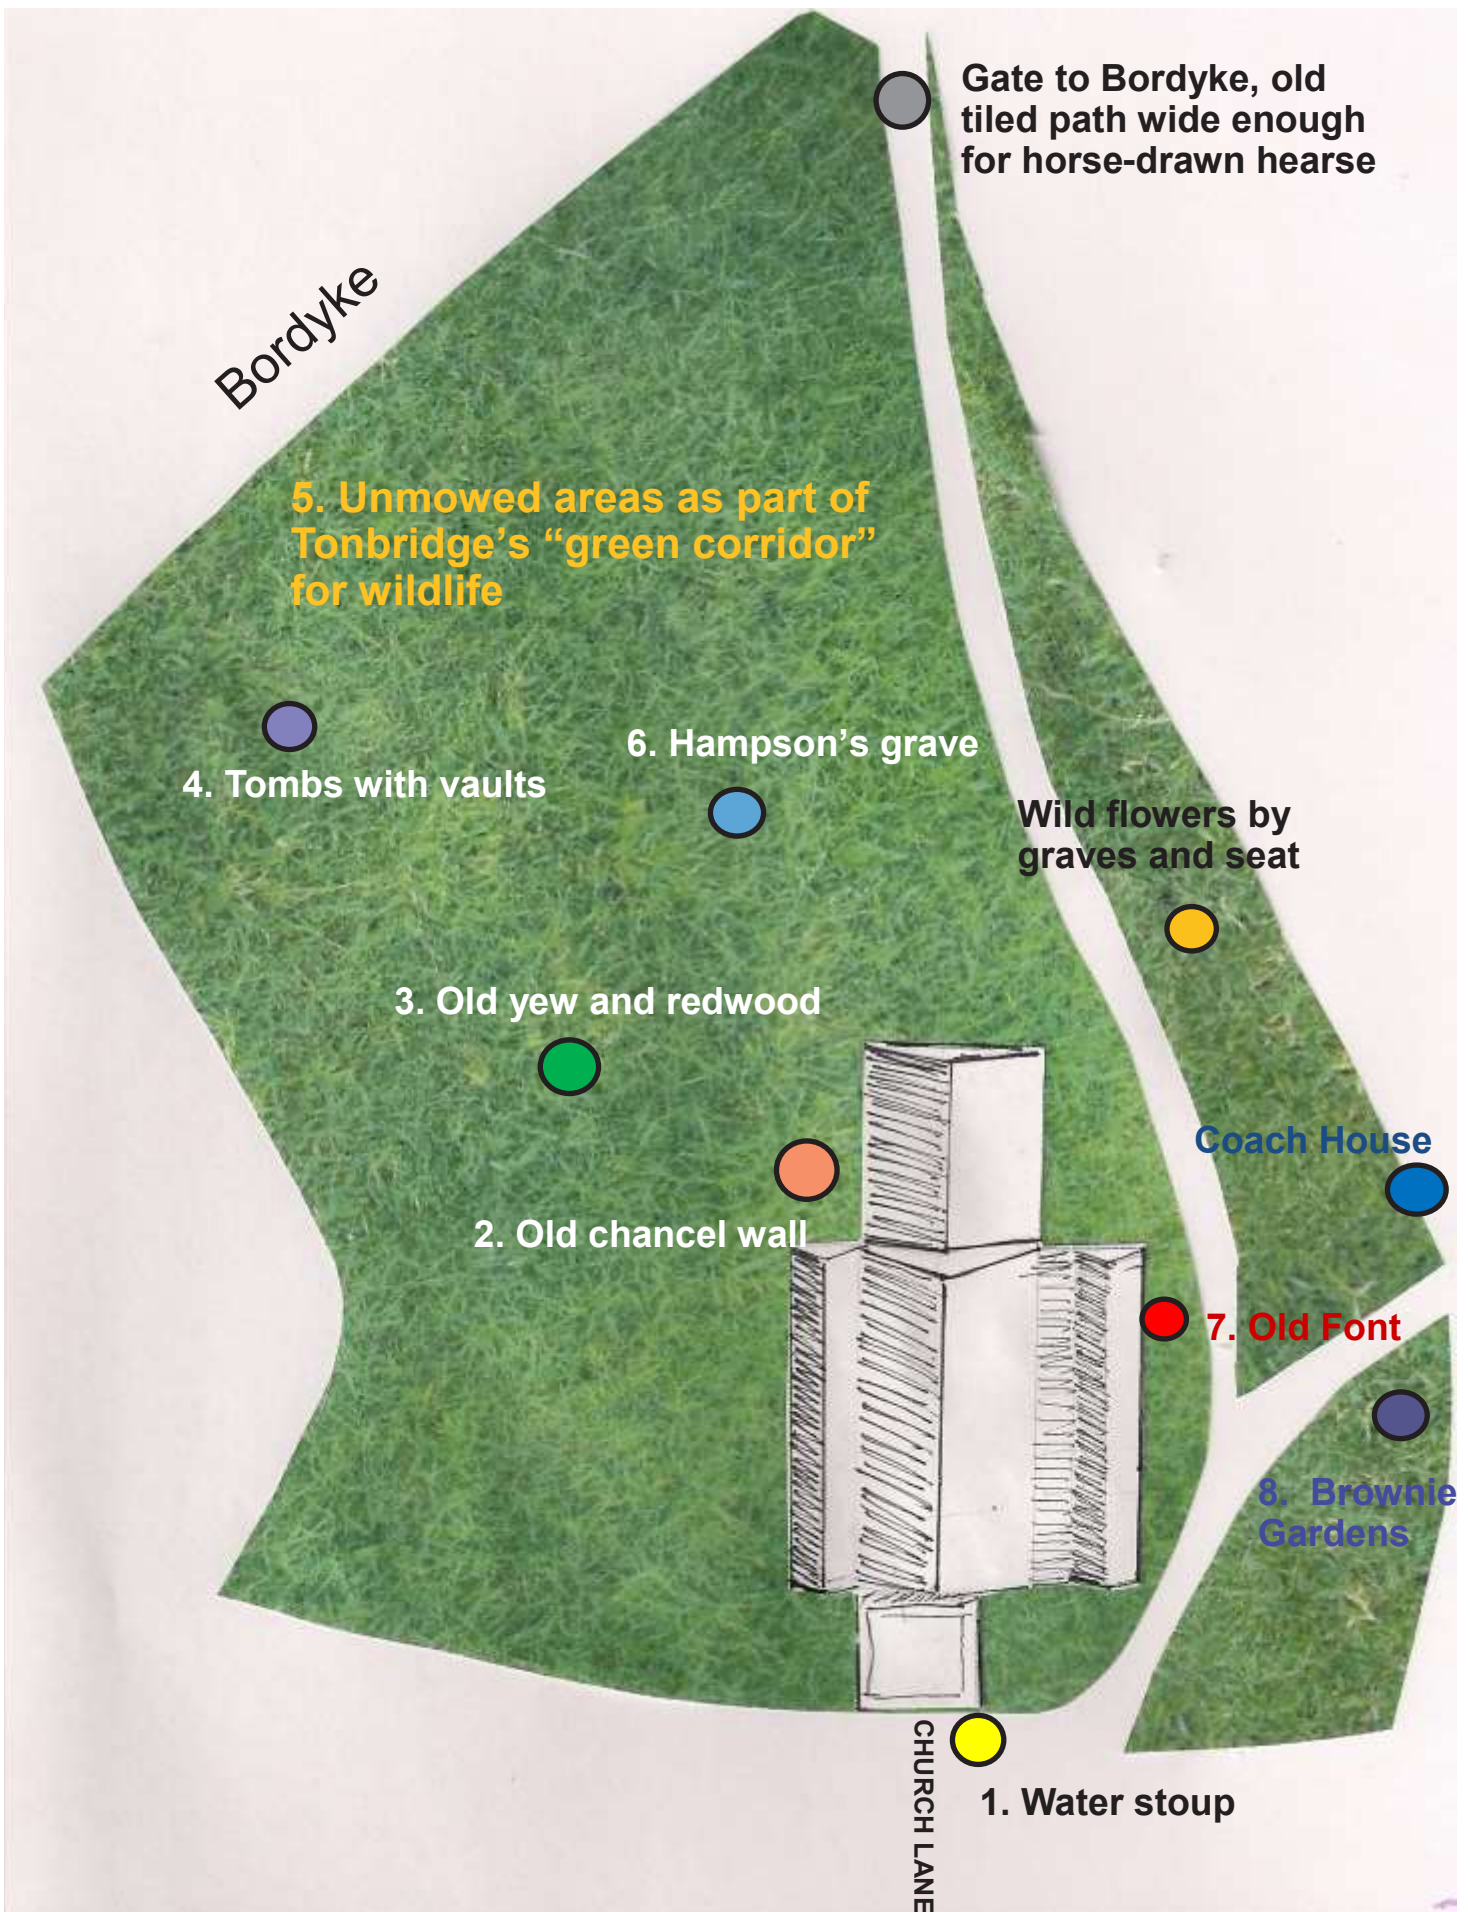 Gate to Bordyke, old
tiled path wide enough
for horse-drawn hearse
Bordyke
5. Unmowed areas as part of
Tonbridge’s “green corridor”
for wildlife
6. Hampson’s grave
4. Tombs with vaults
Wild flowers by
graves and seat
3. Old yew and redwood
Coach House
2. Old chancel wall
7. Old Font
8. Brownie
Gardens
CHURCH LANE
1. Water stoup